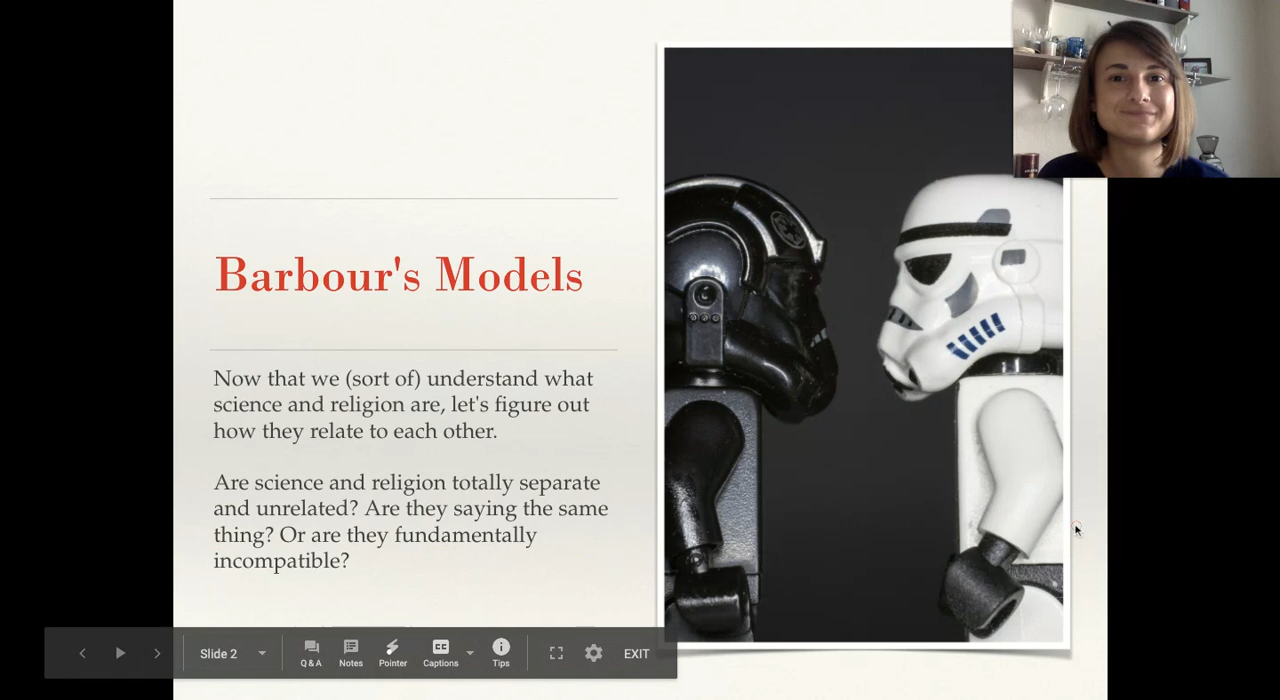 Barbour's Models
Now that we (sort of) understand what
science and religion are, let's figure out
how they relate to each other.
Are science and religion totally separate
and unrelated? Are they saying the same
thing? Or are they fundamentally
incompatible?
Slide 2
Q & A
Notes
Pointer
CC
Captions
Tips
EXIT